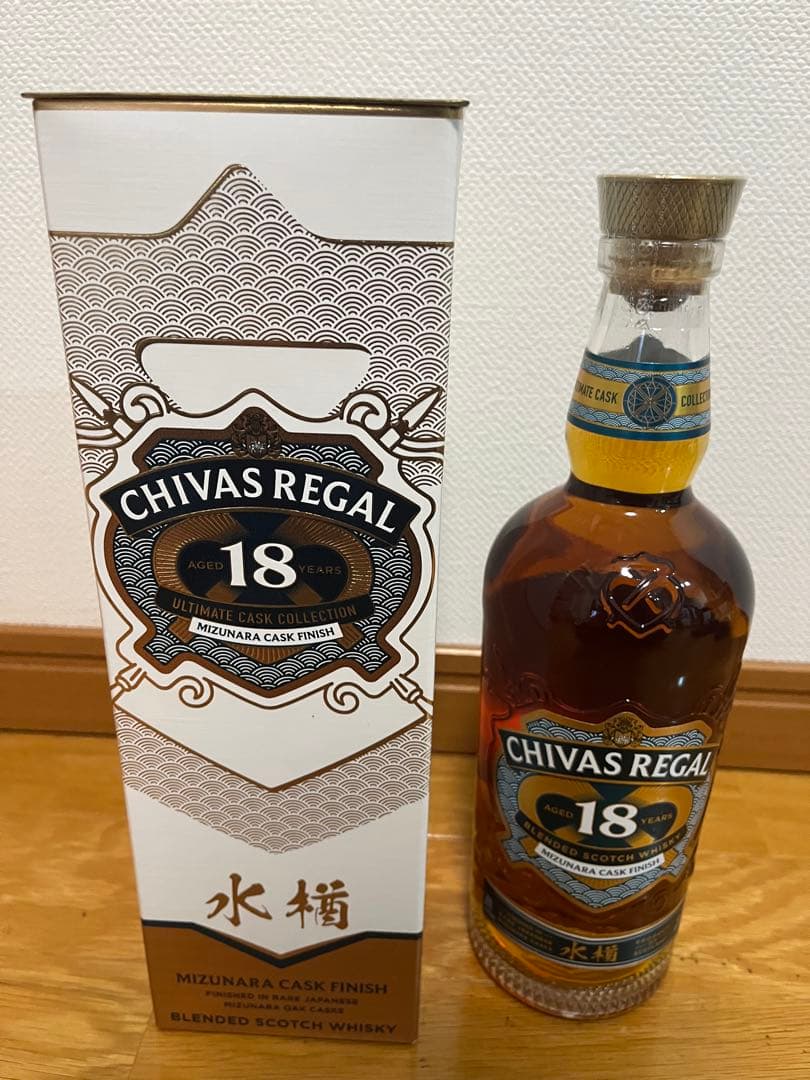 CHIVAS REGAL
AGED 18 YEARS
ULTIMATE CASK COLLECTION
MIZUNARA CASK FINISH
水楢
MIZUNARA CASK FINISH
FINISHED IN RARE JAPANESE
MIZUNARA OAK CASKS
BLENDED SCOTCH WHISKY
ULTIMATE CASK COLLECTION
CHIVAS REGAL
AGED 18 YEARS
BLENDED SCOTCH WHISKY
MIZUNARA CASK FINISH
水楢